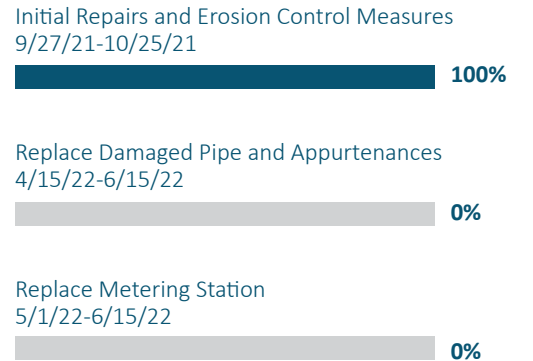 Initial Repairs and Erosion Control Measures
9/27/21-10/25/21
100%
Replace Damaged Pipe and Appurtenances
4/15/22-6/15/22
0%
Replace Metering Station
5/1/22-6/15/22
0%